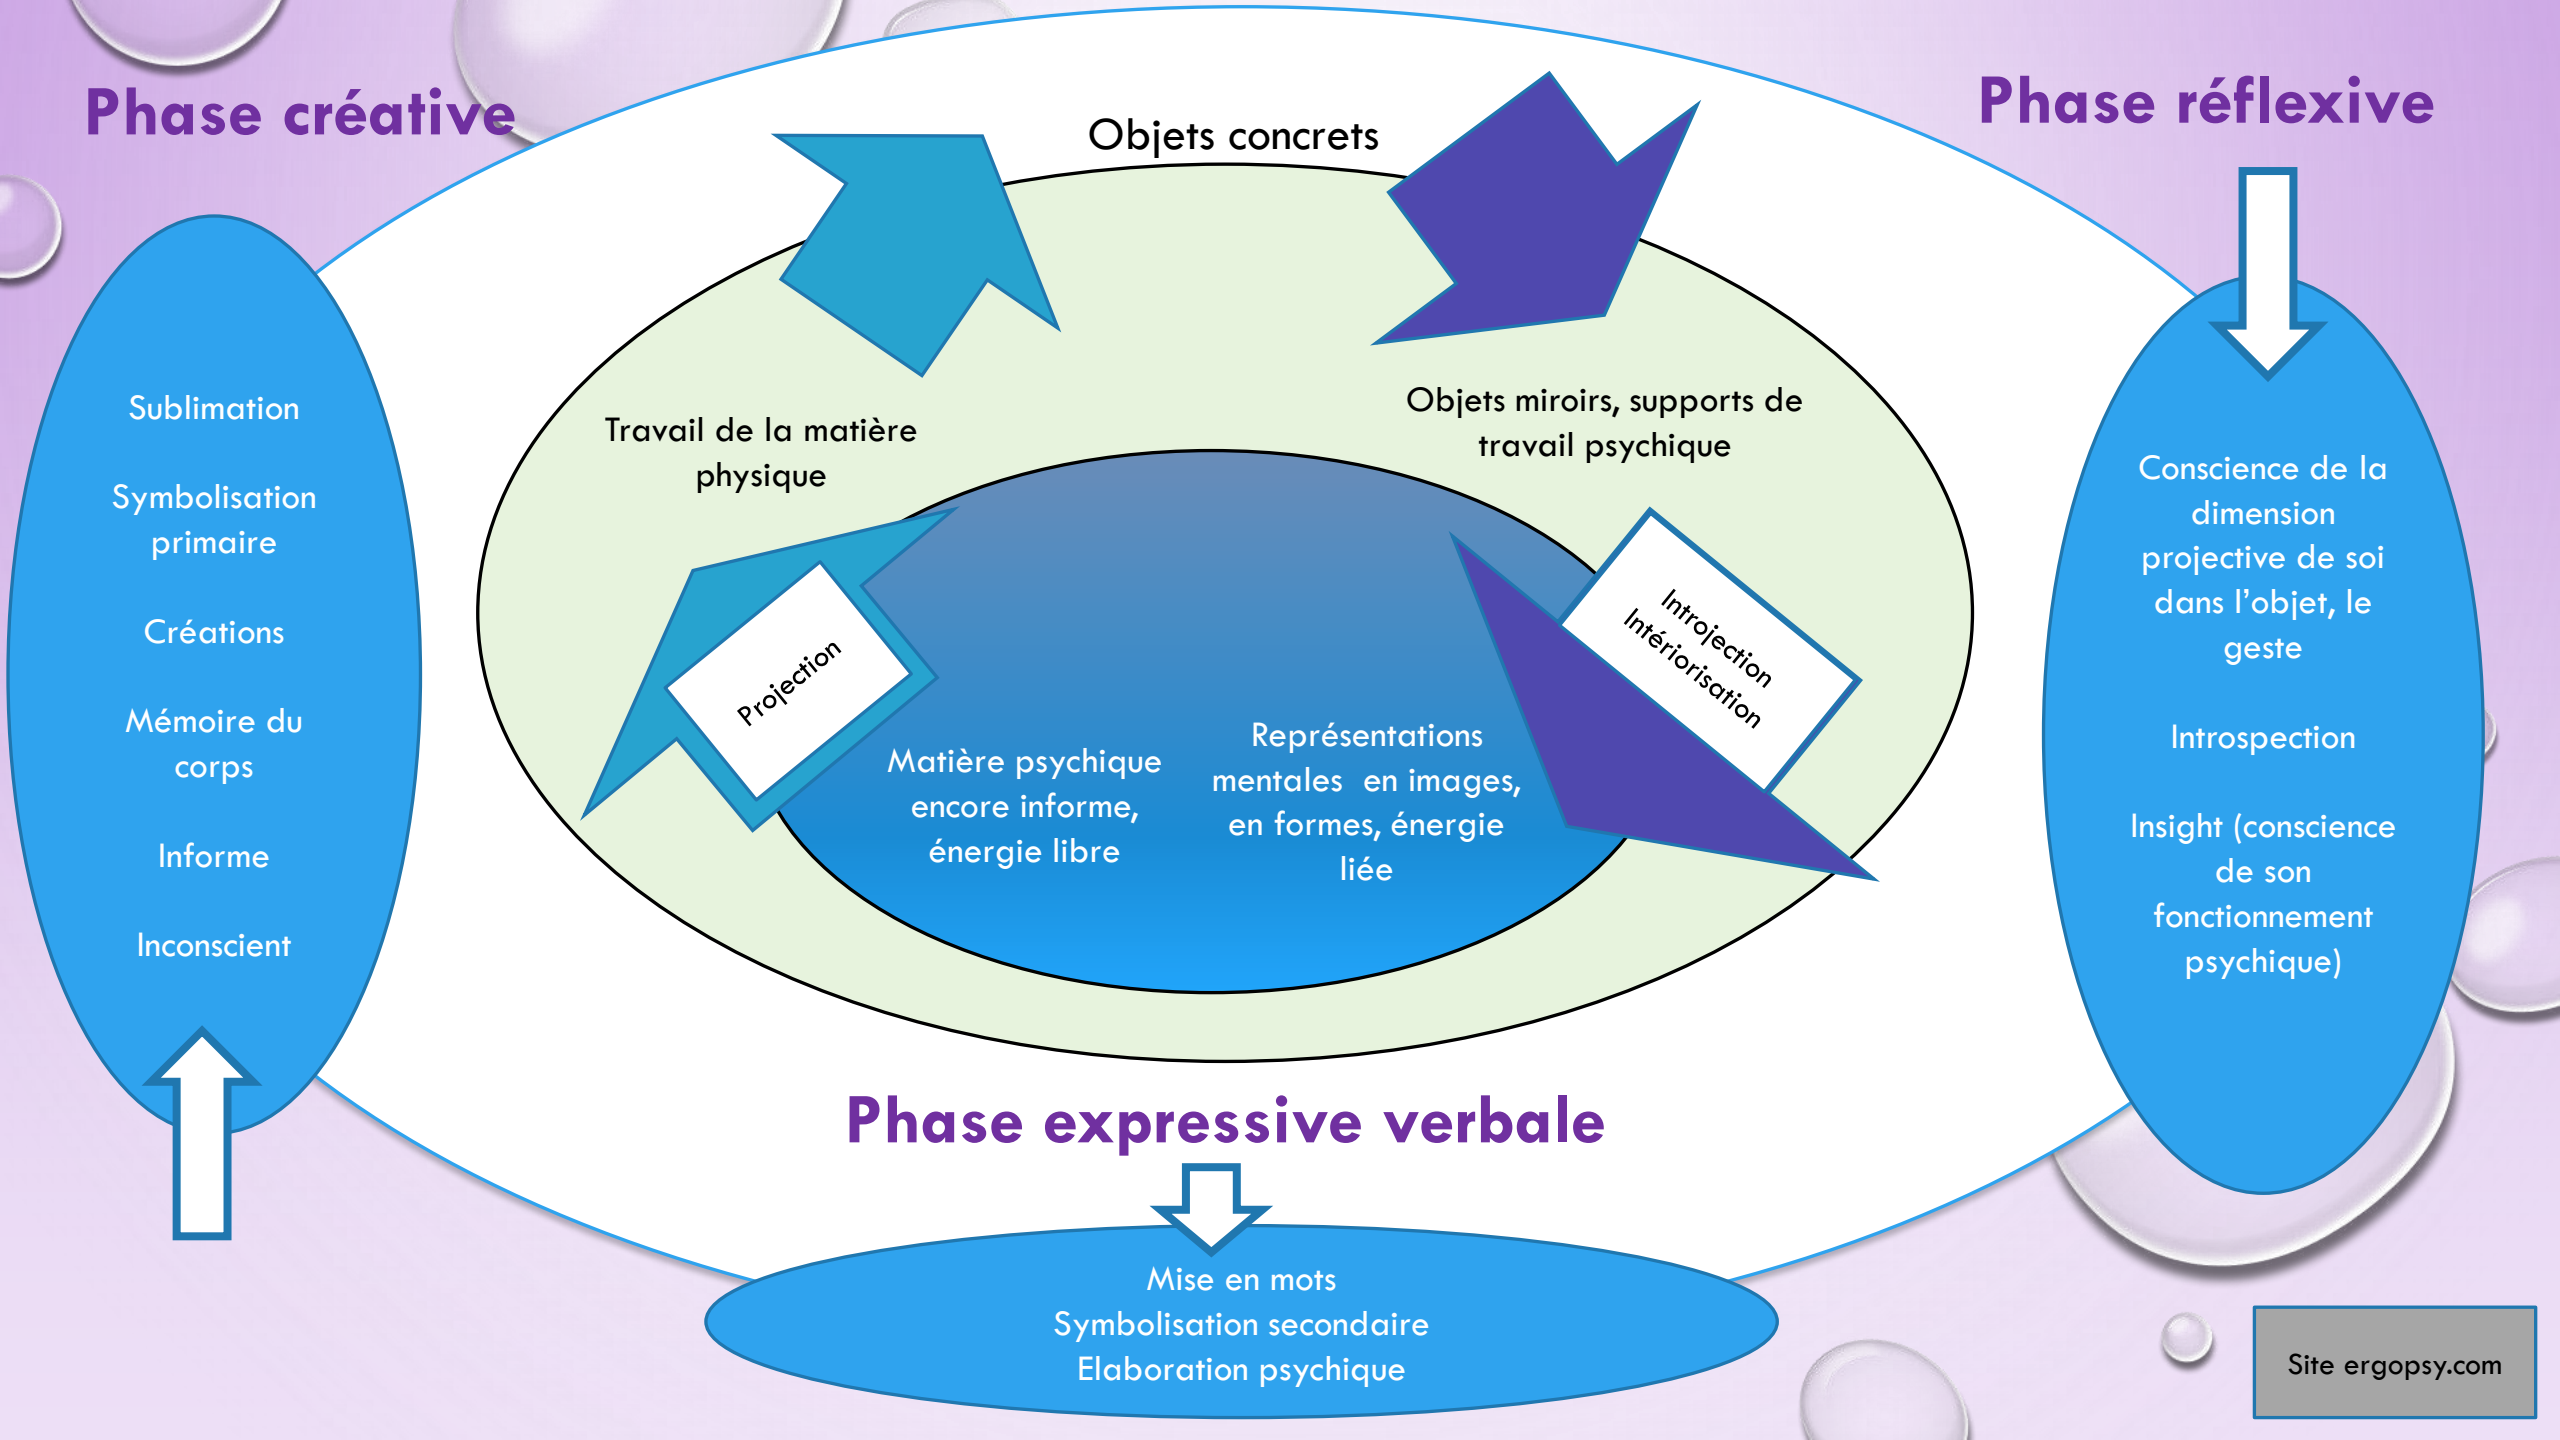 Phase créative
Phase réflexive
Objets concrets
Travail de la matière
physique
Objets miroirs, supports de
travail psychique
Projection
Introjection
Intériorisation
Matière psychique
encore informe,
énergie libre
Représentations
mentales  en images,
en formes, énergie
liée
Sublimation
Symbolisation
primaire
Créations
Mémoire du
corps
Informe
Inconscient
Conscience de la
dimension
projective de soi
dans l’objet, le
geste
Introspection
Insight (conscience
de son
fonctionnement
psychique)
Phase expressive verbale
Mise en mots
Symbolisation secondaire
Elaboration psychique
Site ergopsy.com